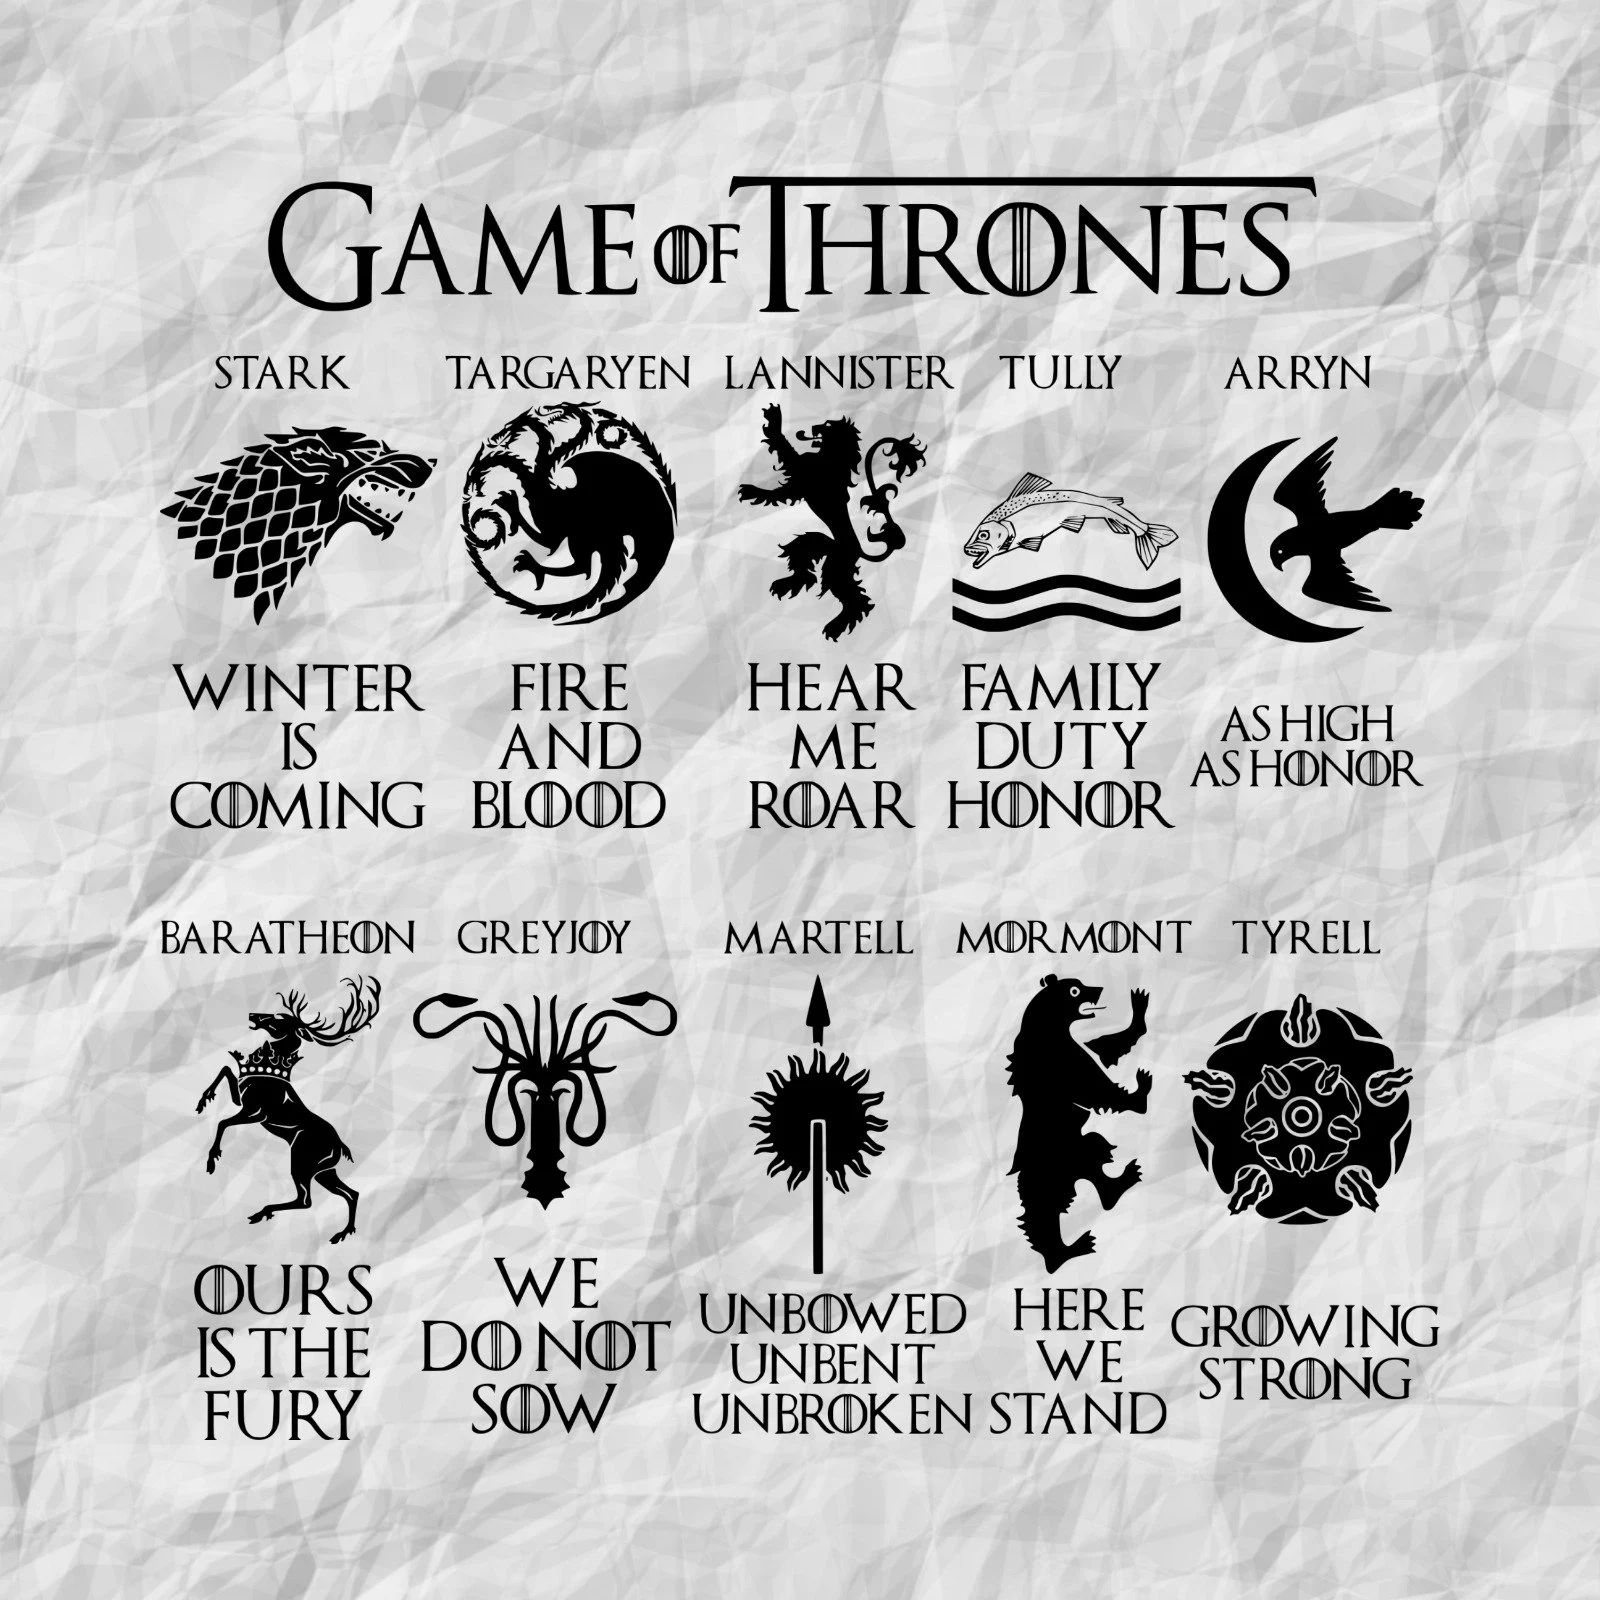 GAME OF THRONES
STARK
TARGARYEN
LANNISTER
TULLY
ARRYN
WINTER
IS
COMING
FIRE
AND
BLOOD
HEAR
ME
ROAR
FAMILY
DUTY
HONOR
AS HIGH
AS HONOR
BARATHEON
GREYJOY
MARTELL
MORMONT
TYRELL
OURS
IS THE
FURY
WE
DO NOT
SOW
UNBOWED
UNBENT
UNBROKEN
HERE
WE
STAND
GROWING
STRONG